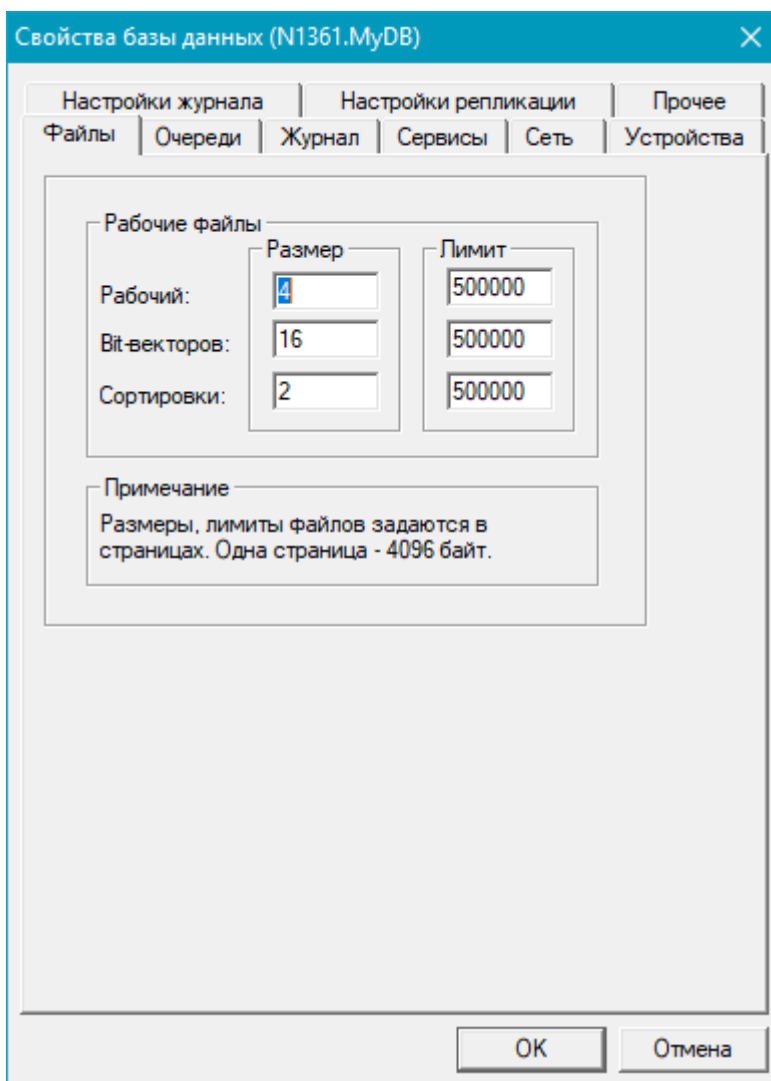 Свойства базы данных (N1361.MyDB)
Настройки журнала Настройки репликации Прочее
Файлы Очереди Журнал Сервисы Сеть Устройства
Рабочие файлы
Размер Лимит
Рабочий: 4 500000
Bit-векторов: 16 500000
Сортировки: 2 500000
Примечание
Размеры, лимиты файлов задаются в
страницах. Одна страница - 4096 байт.
OK Отмена